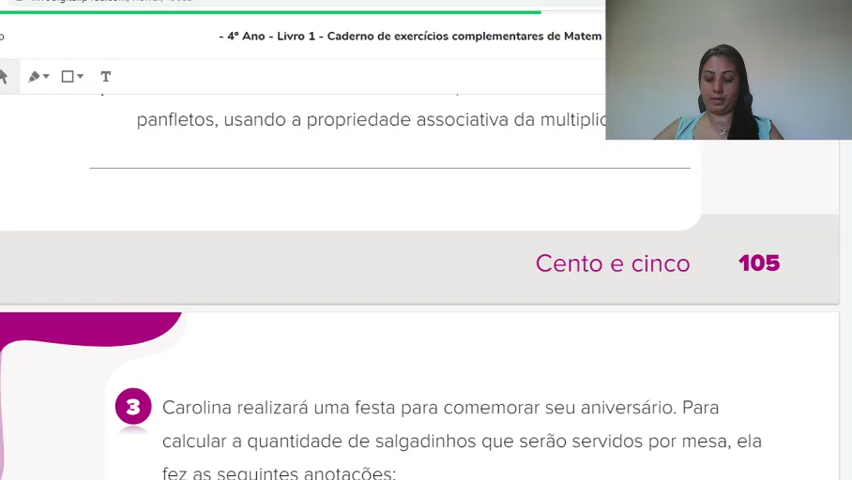 - 4º Ano - Livro 1 - Caderno de exercícios complementares de Matem
T
panfletos, usando a propriedade associativa da
Cento e cinco 105
3 Carolina realizará uma festa para comemorar seu aniversário. Para
calcular a quantidade de salgadinhos que serão servidos por mesa, ela
fez as seguintes anotações: